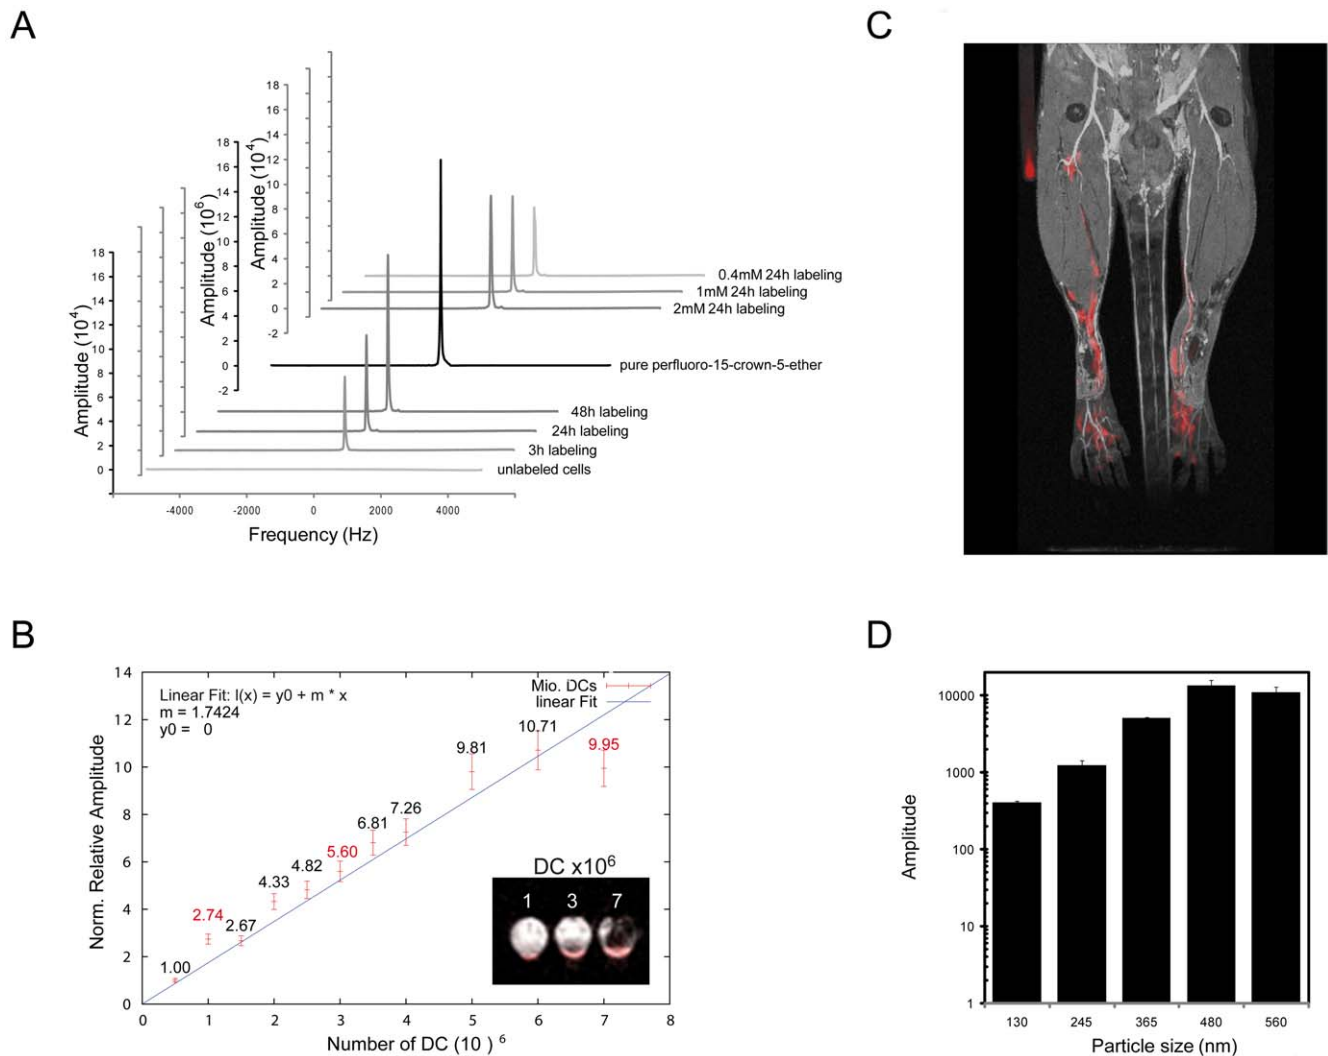 A
18
16
14
12
10
8
6
4
2
0
Amplitude (10⁴)
18
16
14
12
10
8
6
4
2
0
-2
Amplitude (10⁶)
18
16
14
12
10
8
6
4
2
0
-2
Amplitude (10⁴)
0.4mM 24h labeling
1mM 24h labeling
2mM 24h labeling
pure perfluoro-15-crown-5-ether
48h labeling
24h labeling
3h labeling
unlabeled cells
-4000 -2000 0 2000 4000
Frequency (Hz)
C
B
14
12
10
8
6
4
2
0
Norm. Relative Amplitude
Linear Fit: l(x) = y0 + m * x
m = 1.7424
y0 = 0
Mio. DCs
linear Fit
1.00
2.74
2.67
4.33
4.82
5.60
6.81
7.26
9.81
10.71
9.95
DC x10⁶
1 3 7
0 1 2 3 4 5 6 7 8
Number of DC (10 ) ⁶
D
10000
1000
100
10
1
Amplitude
130 245 365 480 560
Particle size (nm)